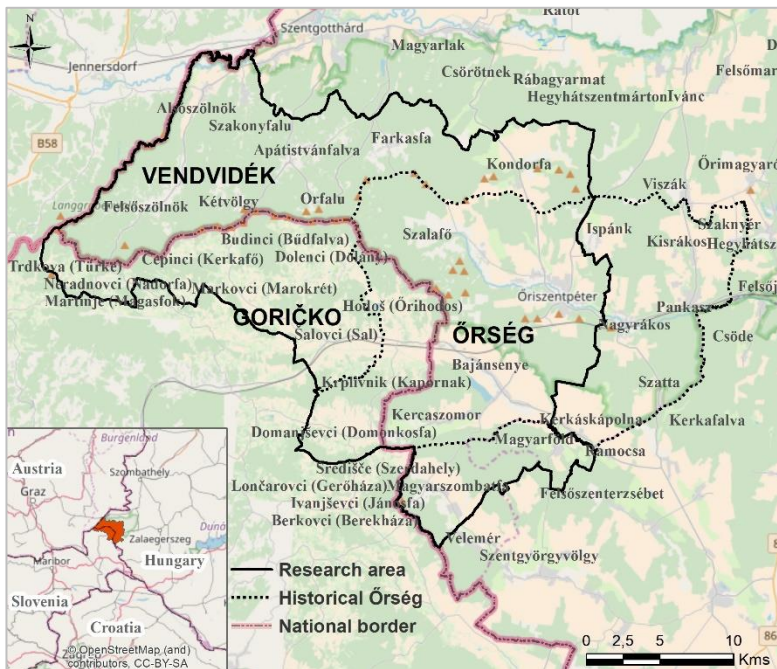 Rátót
Szentgotthárd
Magyarlak
Jennersdorf
Csörötnek
Rábagyarmat
Felsőmar
Hegyhátszentmárton
Ivánc
Alsószölnök
Szakonyfalu
B58
Farkasfa
Apátistvánfalva
Kondorfa
Őrimagyaró
VENDVIDÉK
Viszák
Orfalu
Kétvölgy
Felsőszölnök
Szaknyér
Ispánk
Szalafő
Kisrákos
Hegyhátsz
Budinci (Búdfalva)
Čepinci (Kerkafő)
Dolenci (Dolány)
Trdkova (Türke)
Neradnovci (Nádorfa)
Markovci (Marokrét)
Martinje (Magasfok)
Hodoš (Őrihodos)
Őriszentpéter
Felsőj
Pankasz
GORIČKO
ŐRSÉG
Nagyrákos
Šalovci (Sal)
Csöde
Bajánsenye
Szatta
Krplivnik (Kapornak)
Kercaszomor
Kerkáskápolna
Kerkafalva
Domanjševci (Domonkosfa)
Magyarföld
Ramocsa
Središče (Szerdahely)
Lončarovci (Gerőháza)
Magyarszombatfa
Felsőszenterzsébet
Ivanjševci (Jánosfa)
Berkovci (Berekháza)
Velemér
Szentgyörgyvölgy
Burgenland
Austria
Szombathely
Graz
Zalaegerszeg
Hungary
Maribor
Slovenia
Croatia
Zagreb
© OpenStreetMap (and)
contributors, CC-BY-SA
Research area
Historical Őrség
National border
0 2,5 5 10
Kms
86